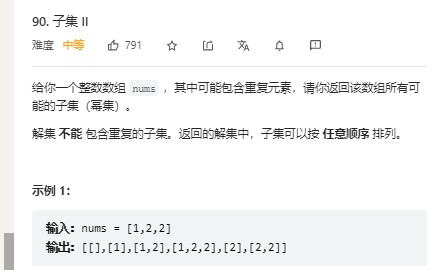 90. 子集 II
难度 中等 791
给你一个整数数组 nums ，其中可能包含重复元素，请你返回该数组所有可
能的子集（幂集）。
解集 不能 包含重复的子集。返回的解集中，子集可以按 任意顺序 排列。
示例 1：
输入：nums = [1,2,2]
输出：[[],[1],[1,2],[1,2,2],[2],[2,2]]